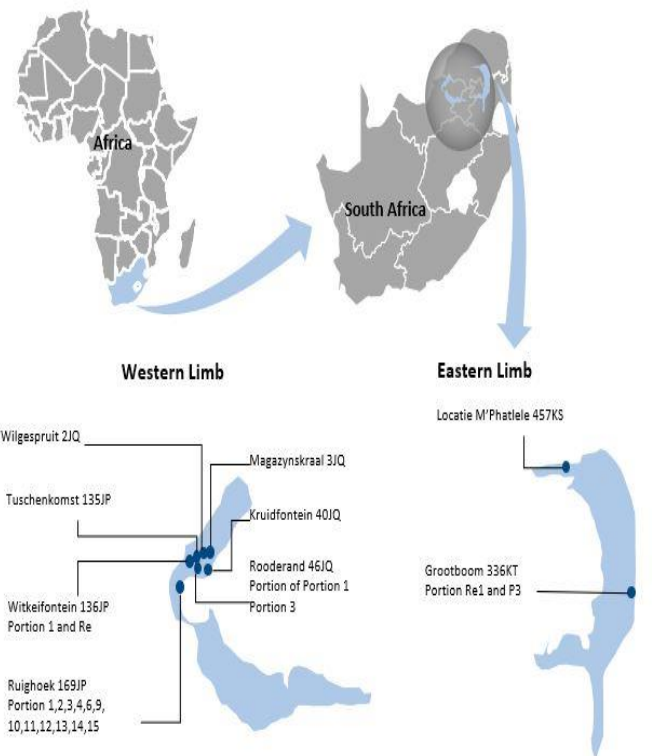 Africa
South Africa
Western Limb
Wilgespruit 2JQ
Magazynskraal 3JQ
Tuschenkomst 135JP
Kruidfontein 40JQ
Rooderand 46JQ
Portion of Portion 1
Portion 3
Witkeifontein 136JP
Portion 1 and Re
Ruighoek 169JP
Portion 1,2,3,4,6,9,
10,11,12,13,14,15
Eastern Limb
Locatie M'Phatlele 457KS
Grootboom 336KT
Portion Re1 and P3